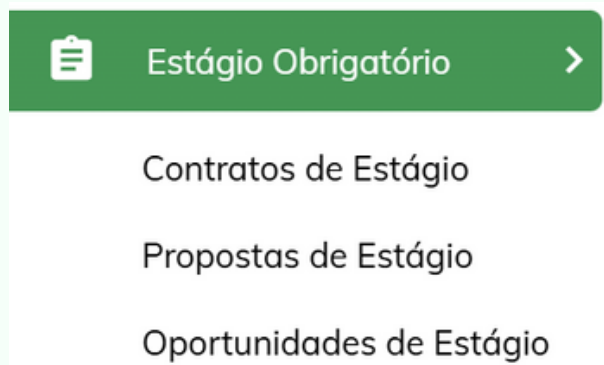 Estágio Obrigatório
Contratos de Estágio
Propostas de Estágio
Oportunidades de Estágio